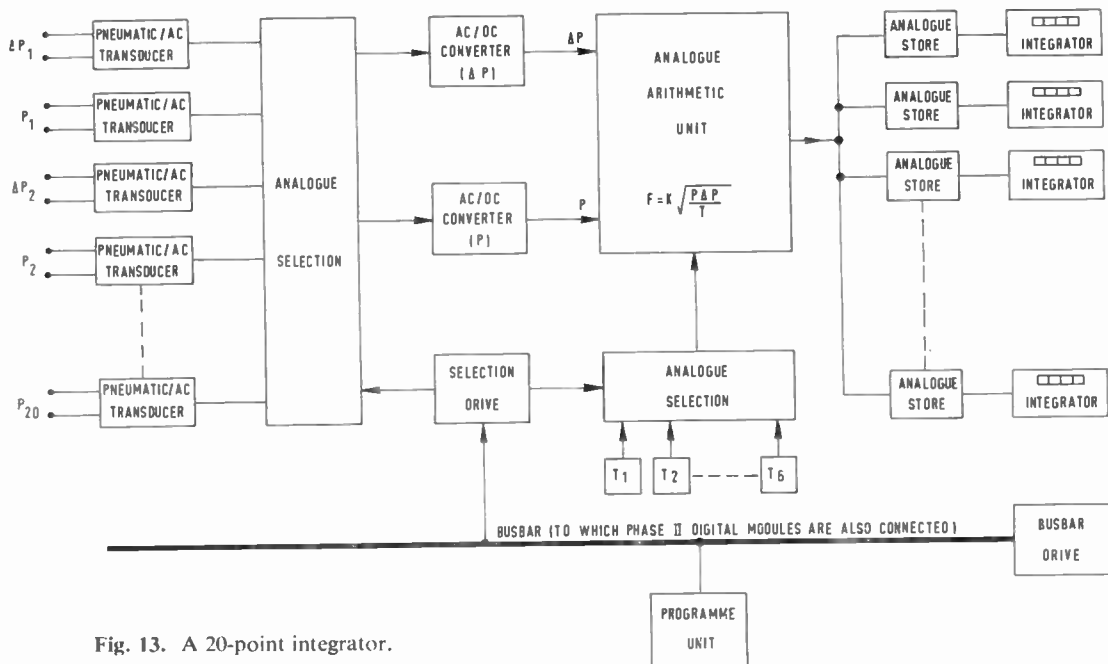 ΔP1
PNEUMATIC/AC
TRANSDUCER
P1
PNEUMATIC/AC
TRANSOUCER
ΔP2
PNEUMATIC/AC
TRANSDUCER
P2
PNEUMATIC/AC
TRANSDUCER
P20
PNEUMATIC/AC
TRANSDUCER
ANALOGUE
SELECTION
AC/DC
CONVERTER
(ΔP)
ΔP
AC/DC
CONVERTER
(P)
P
SELECTION
DRIVE
ANALOGUE
ARITHMETIC
UNIT
F=K√(PΔP/T)
ANALOGUE
SELECTION
T1
T2
T6
ANALOGUE
STORE
INTEGRATOR
ANALOGUE
STORE
INTEGRATOR
ANALOGUE
STORE
INTEGRATOR
ANALOGUE
STORE
INTEGRATOR
BUSBAR (TO WHICH PHASE II DIGITAL MODULES ARE ALSO CONNECTED)
BUSBAR
DRIVE
PROGRAMME
UNIT
Fig. 13. A 20-point integrator.